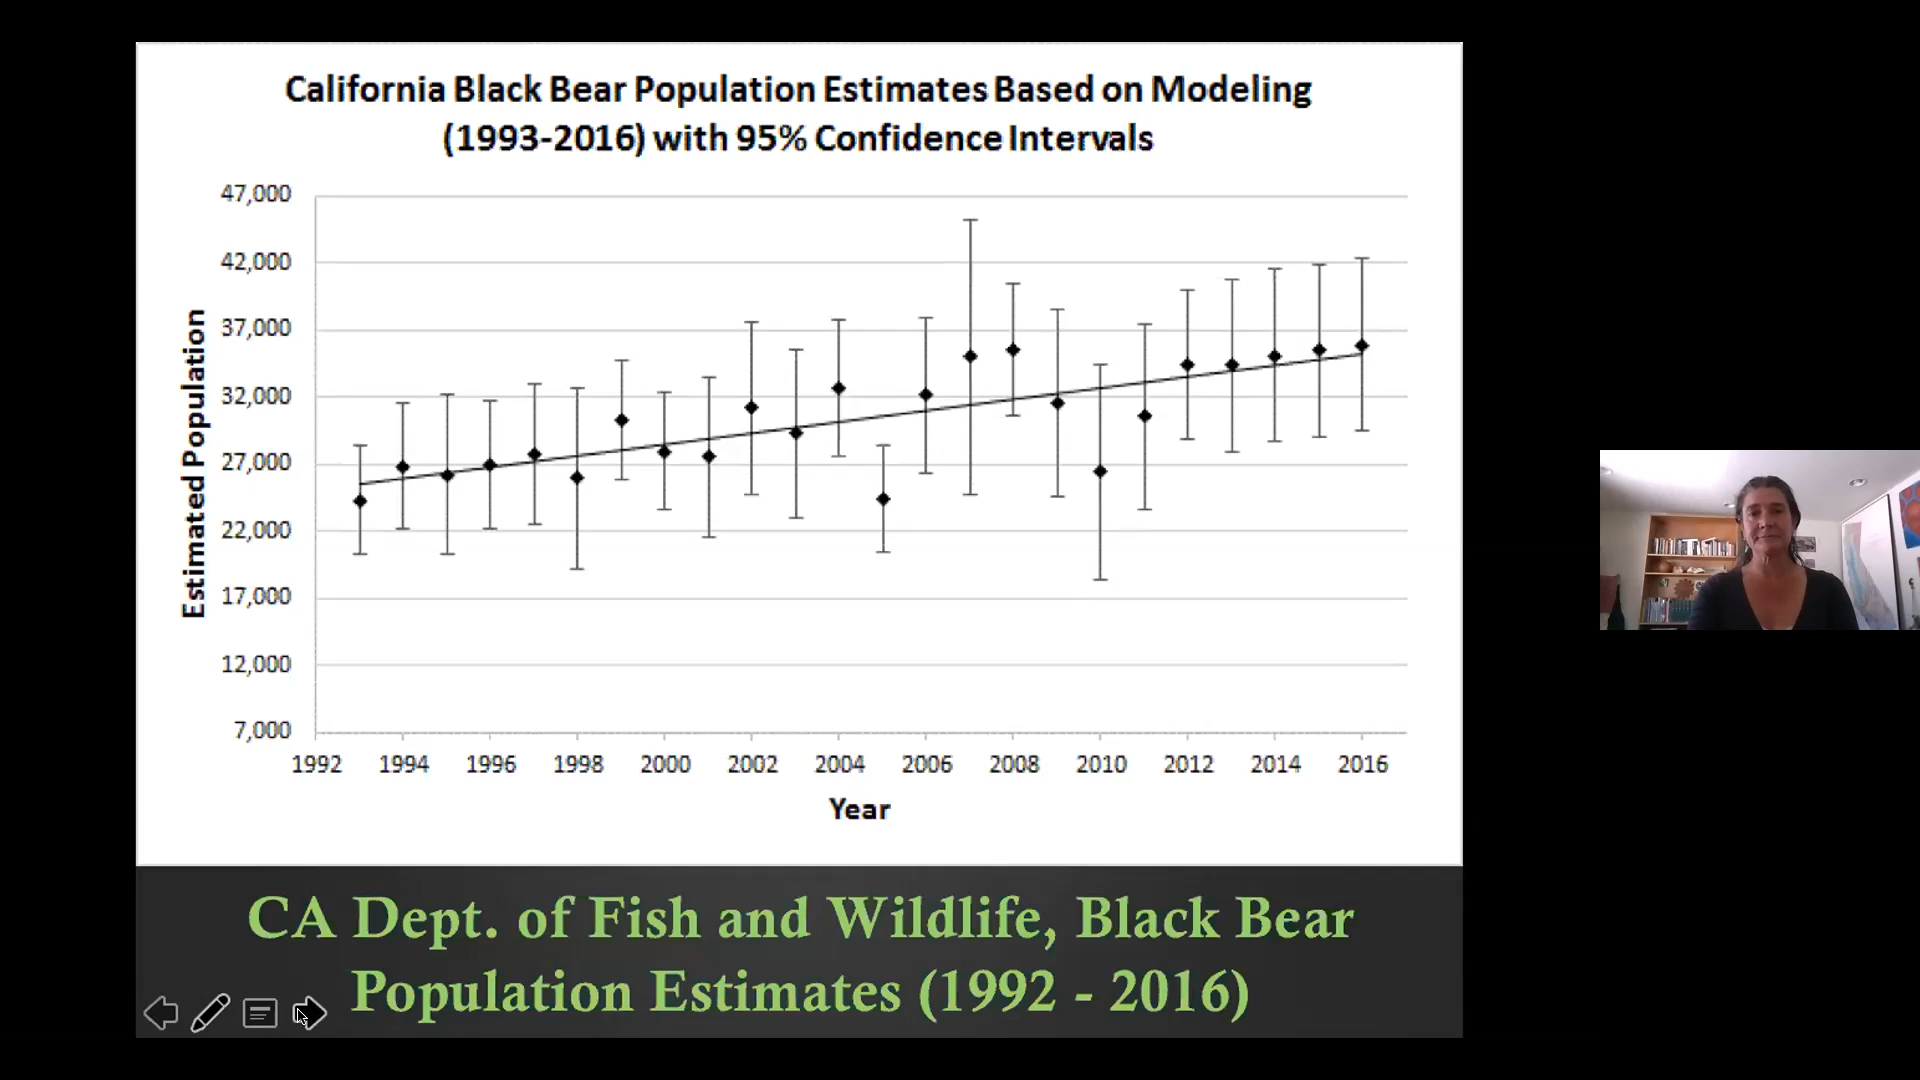 California Black Bear Population Estimates Based on Modeling
(1993-2016) with 95% Confidence Intervals
47,000
42,000
37,000
32,000
27,000
22,000
17,000
12,000
7,000
Estimated Population
1992 1994 1996 1998 2000 2002 2004 2006 2008 2010 2012 2014 2016
Year
CA Dept. of Fish and Wildlife, Black Bear
Population Estimates (1992 - 2016)